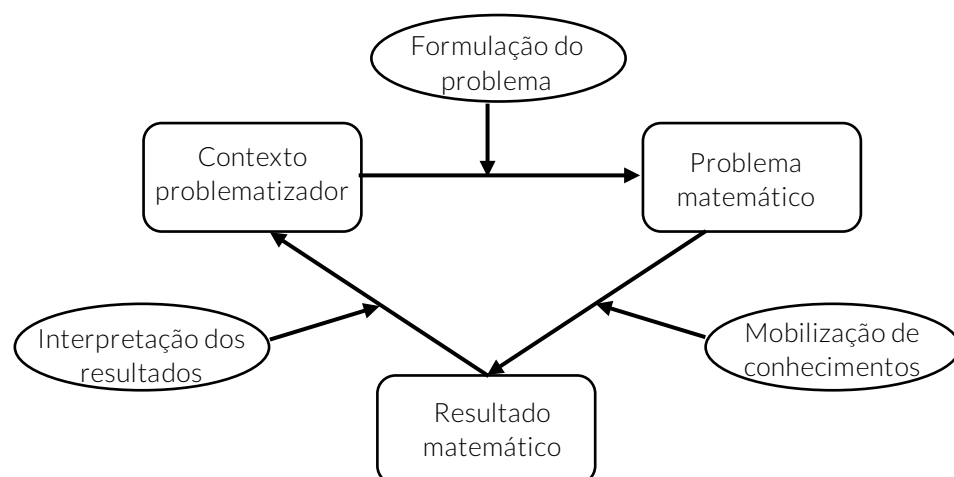 Formulação do
problema
Contexto
problematizador
Problema
matemático
Interpretação dos
resultados
Mobilização de
conhecimentos
Resultado
matemático